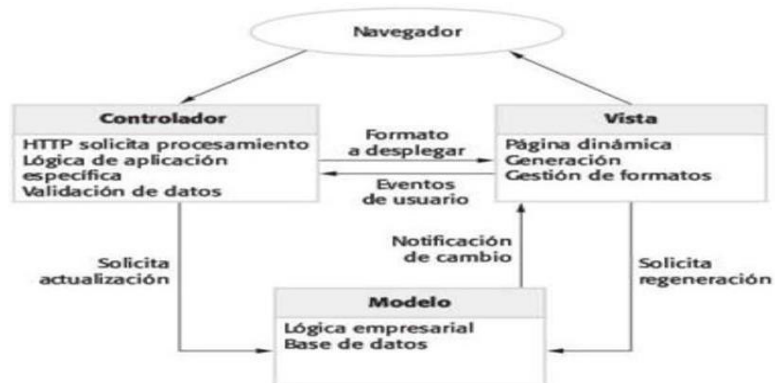 Navegador
Controlador
HTTP solicita procesamiento
Lógica de aplicación
específica
Validación de datos
Formato
a desplegar
Eventos
de usuario
Vista
Página dinámica
Generación
Gestión de formatos
Solicita
actualización
Notificación
de cambio
Solicita
regeneración
Modelo
Lógica empresarial
Base de datos